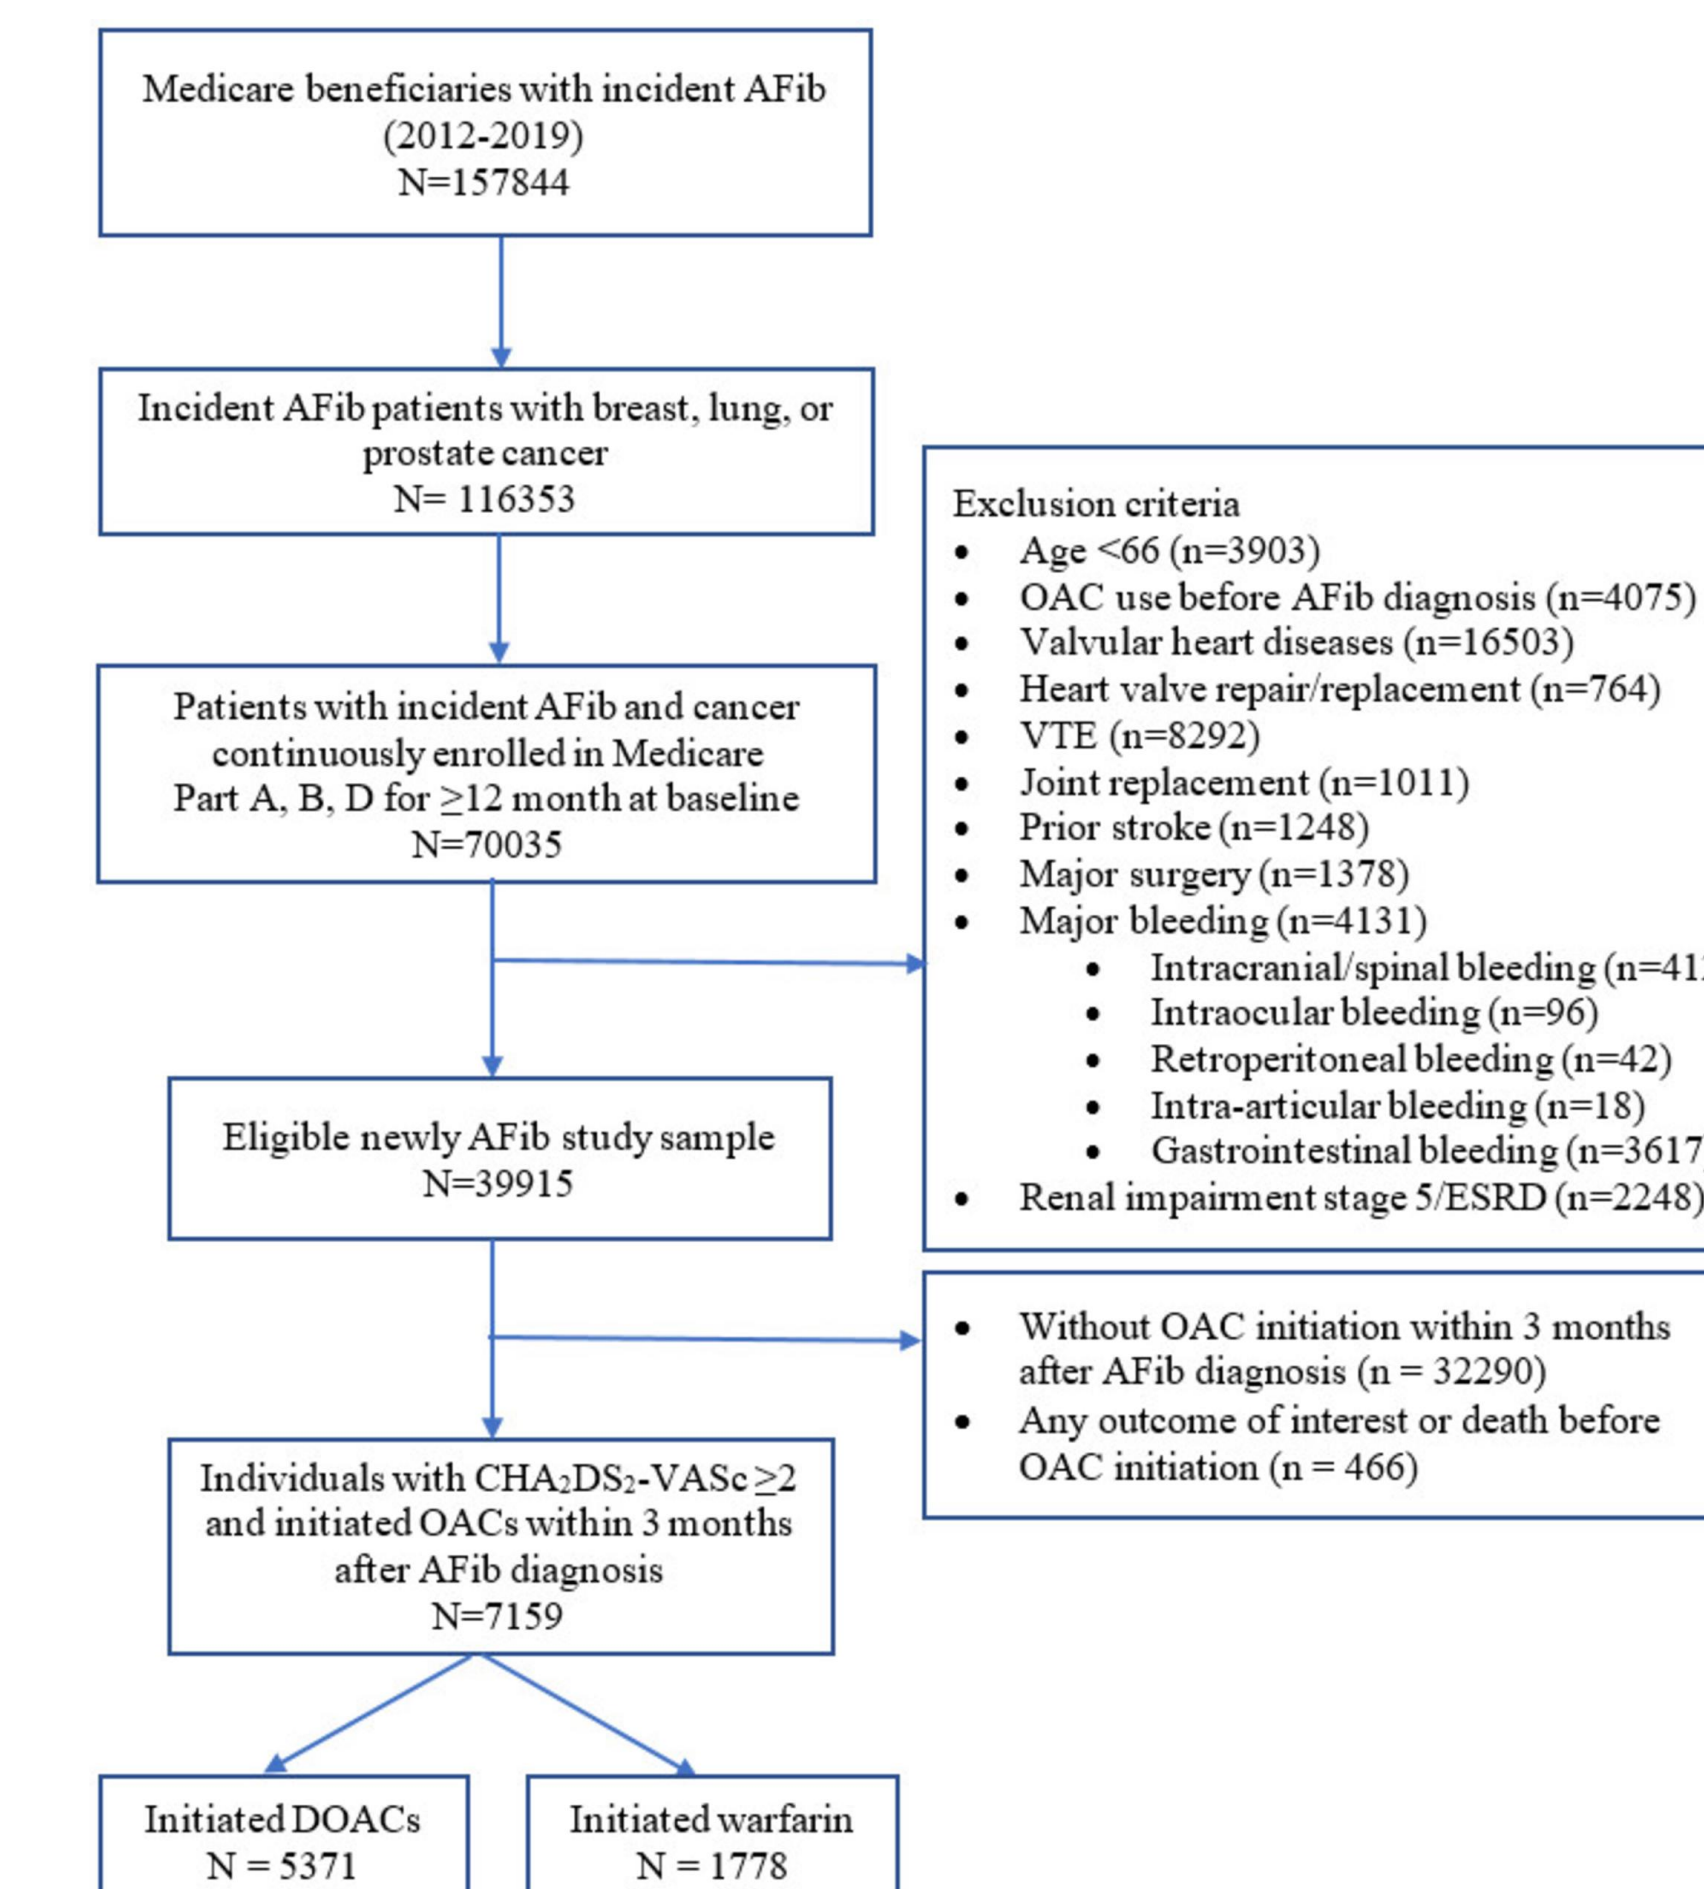 Medicare beneficiaries with incident AFib
(2012-2019)
N=157844
Incident AFib patients with breast, lung, or
prostate cancer
N= 116353
Patients with incident AFib and cancer
continuously enrolled in Medicare
Part A, B, D for ≥12 month at baseline
N=70035
Exclusion criteria
• Age <66 (n=3903)
• OAC use before AFib diagnosis (n=4075)
• Valvular heart diseases (n=16503)
• Heart valve repair/replacement (n=764)
• VTE (n=8292)
• Joint replacement (n=1011)
• Prior stroke (n=1248)
• Major surgery (n=1378)
• Major bleeding (n=4131)
• Intracranial/spinal bleeding
• Intraocular bleeding (n=96)
• Retroperitoneal bleeding (n=42)
• Intra-articular bleeding (n=18)
• Gastrointestinal bleeding (n=3617)
• Renal impairment stage 5/ESRD (n=2248)
Eligible newly AFib study sample
N=39915
• Without OAC initiation within 3 months
after AFib diagnosis (n = 32290)
• Any outcome of interest or death before
OAC initiation (n = 466)
Individuals with CHA₂DS₂-VASc ≥2
and initiated OACs within 3 months
after AFib diagnosis
N=7159
Initiated DOACs
N = 5371
Initiated warfarin
N = 1778